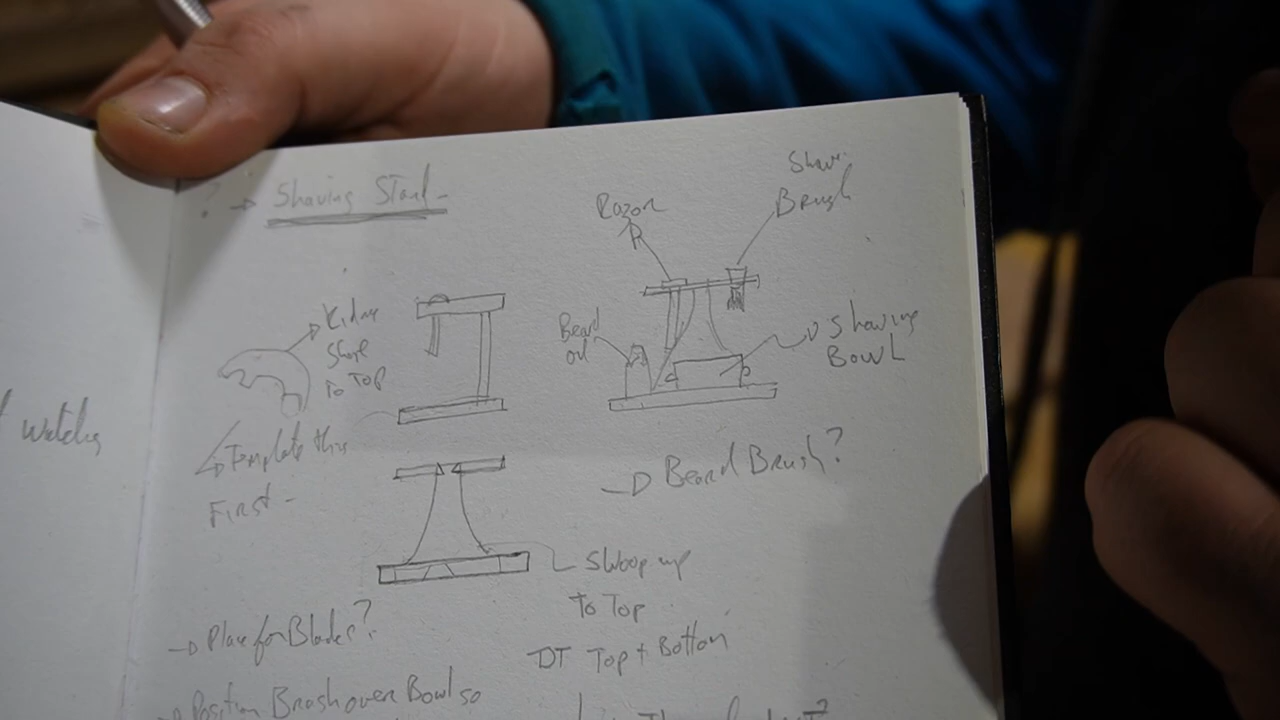 ? → Shaving Stand -
Razor
Brush
Kidney
Shape
To Top
Beard
oil
Shaving
Bowl
Template this
First -
→ Beard Brush?
Swoop up
To Top
DT Top + Bottom
→ Place for Blades?
→ Position Brush over Bowl so